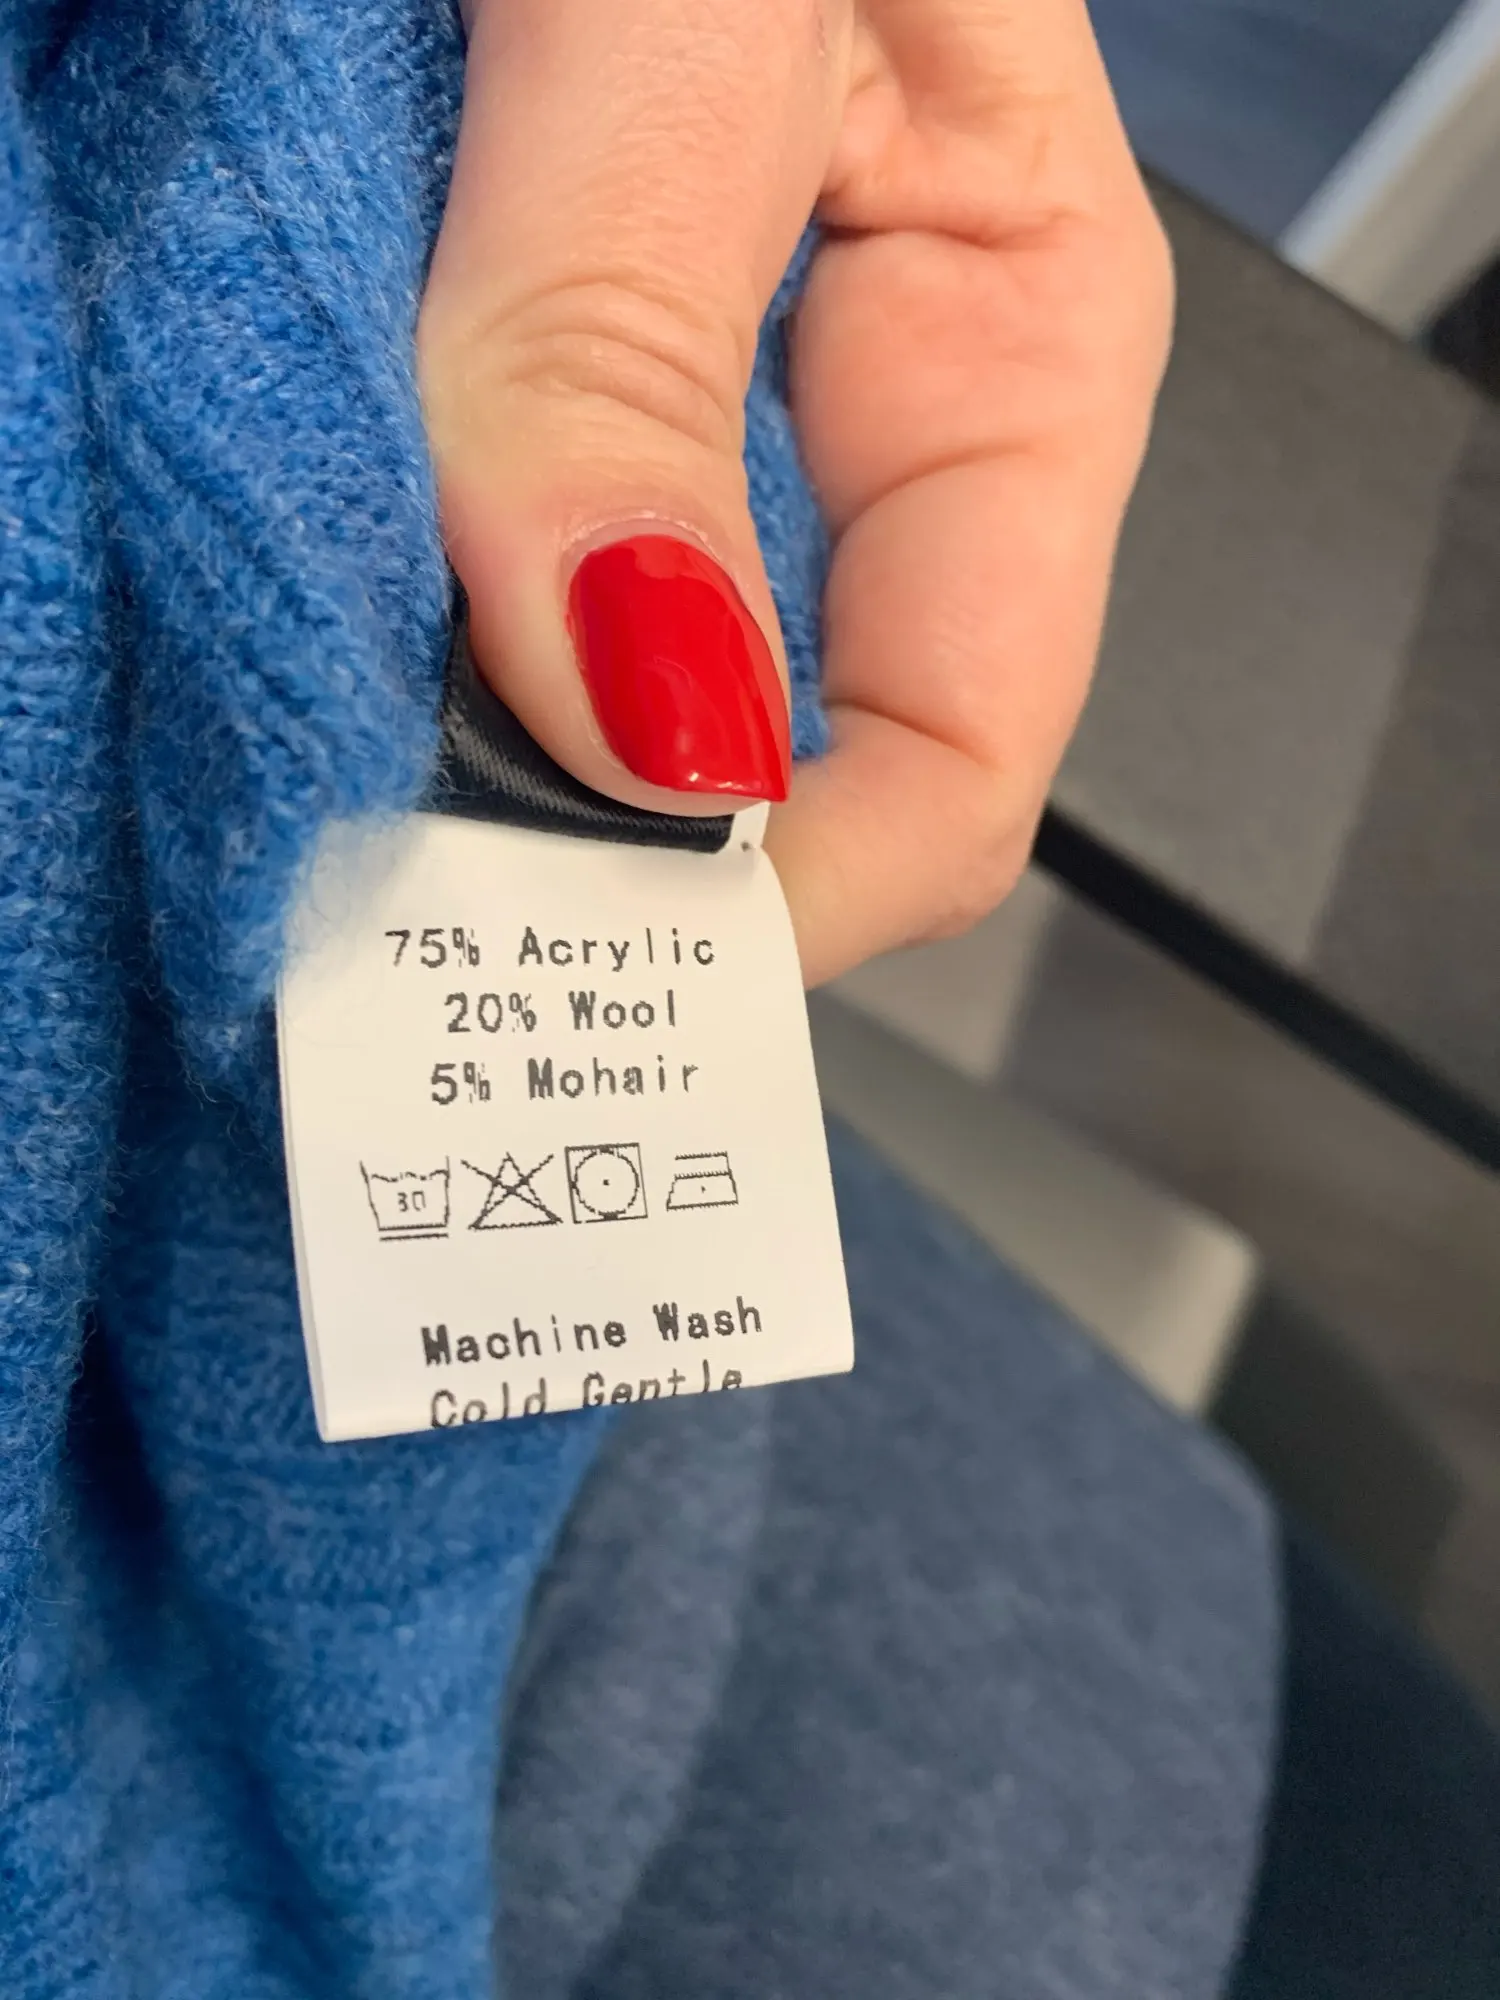 75% Acrylic
20% Wool
5% Mohair
30
Machine Wash
Cold Gentle